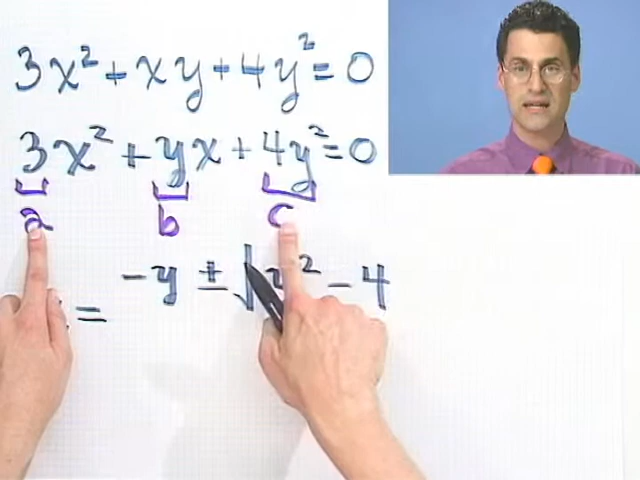 3x² + xy + 4y² = 0
3x² + yx + 4y² = 0
a b c
= -y ± √y² - 4